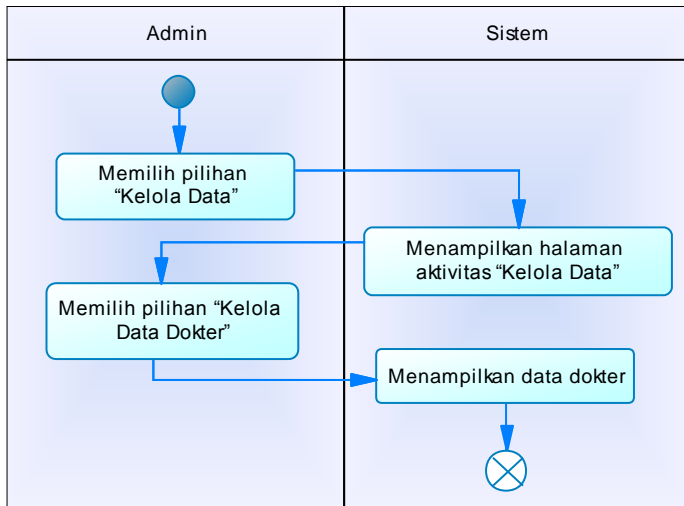 Admin
Sistem
Memilih pilihan
“Kelola Data”
Menampilkan halaman
aktivitas “Kelola Data”
Memilih pilihan “Kelola
Data Dokter”
Menampilkan data dokter